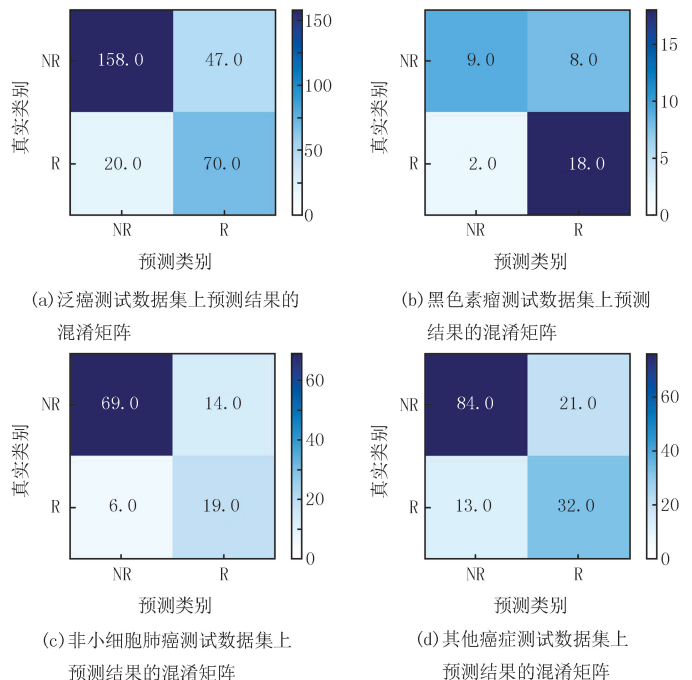 NR
158.0
47.0
R
20.0
70.0
NR
R
真实类别
预测类别
150
100
50
0
(a)泛癌测试数据集上预测结果的
混淆矩阵
NR
9.0
8.0
R
2.0
18.0
NR
R
真实类别
预测类别
15
10
5
0
(b)黑色素瘤测试数据集上预测
结果的混淆矩阵
NR
69.0
14.0
R
6.0
19.0
NR
R
真实类别
预测类别
60
40
20
0
(c)非小细胞肺癌测试数据集上
预测结果的混淆矩阵
NR
84.0
21.0
R
13.0
32.0
NR
R
真实类别
预测类别
60
40
20
0
(d)其他癌症测试数据集上
预测结果的混淆矩阵